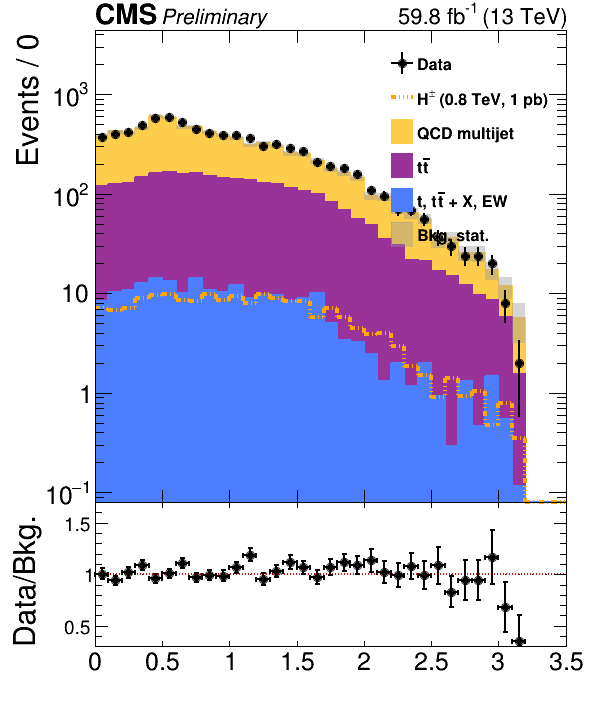 CMS Preliminary 59.8 fb⁻¹ (13 TeV)
Events / 0
10³
10²
10
1
10⁻¹
Data
H± (0.8 TeV, 1 pb)
QCD multijet
tt̄
t, tt̄ + X, EW
Bkg. stat.
Data/Bkg.
1.5
1
0.5
0 0.5 1 1.5 2 2.5 3 3.5